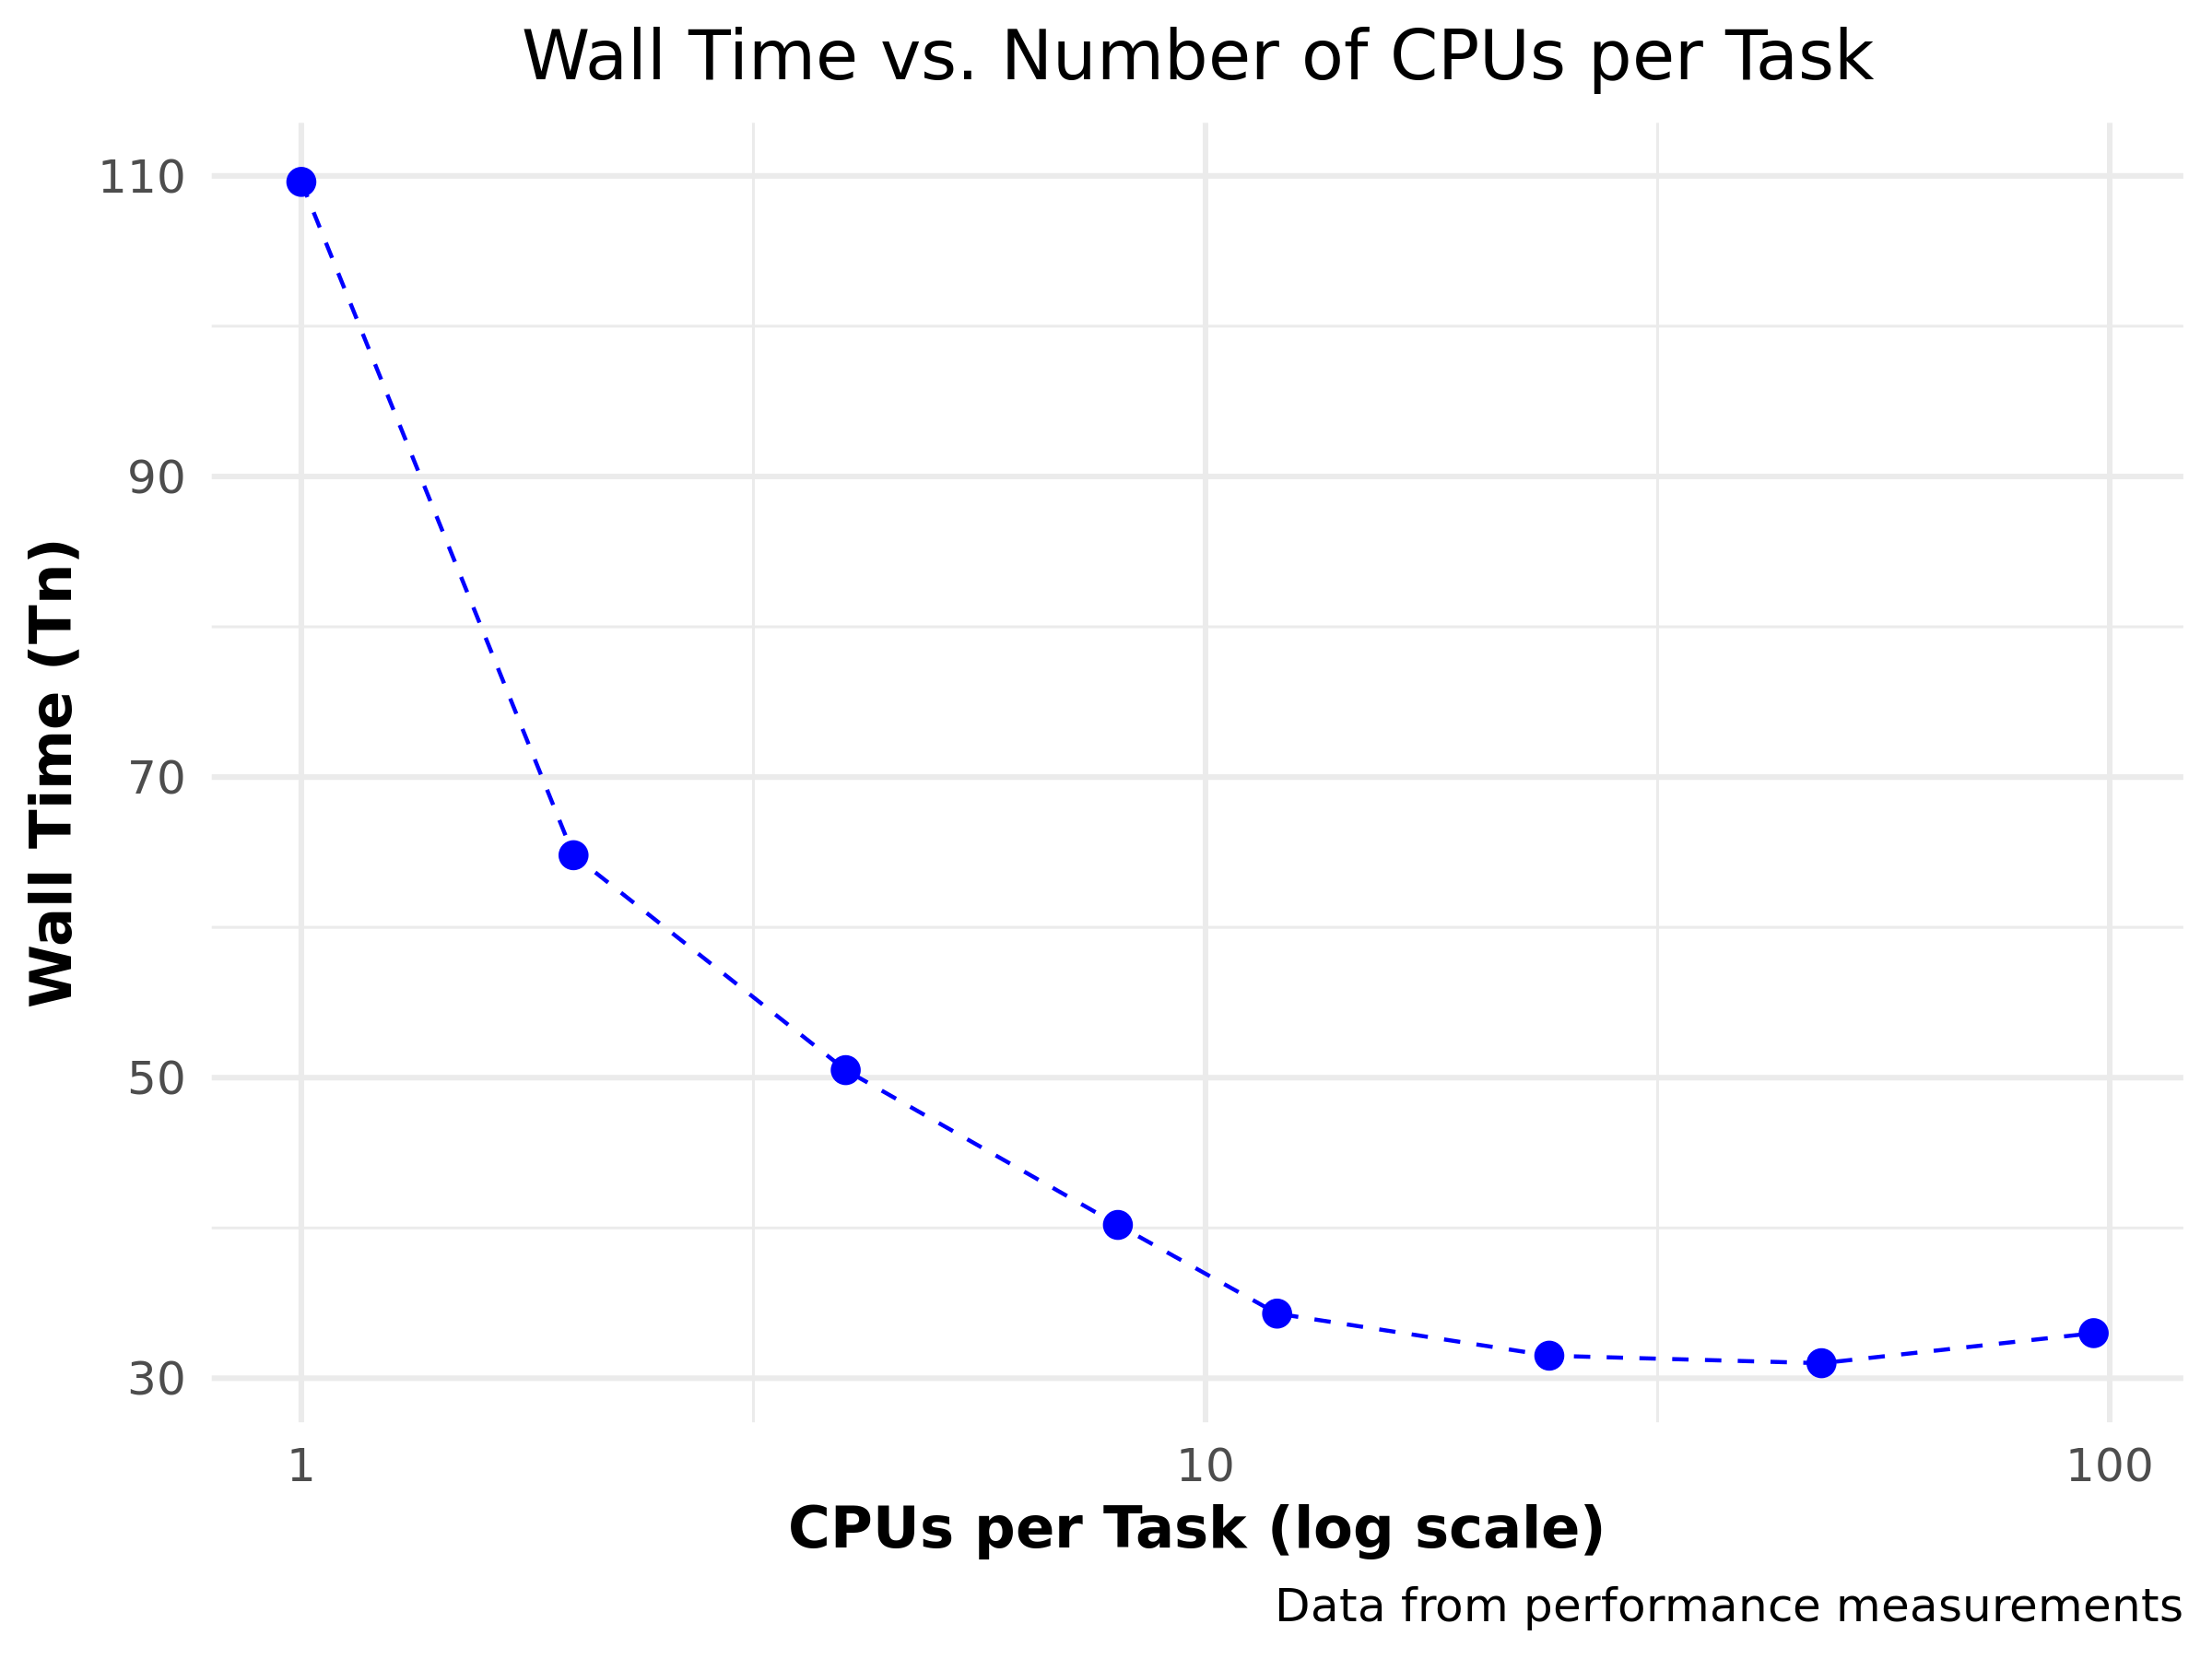 Wall Time vs. Number of CPUs per Task
Wall Time (Tn)
110
90
70
50
30
1
10
100
CPUs per Task (log scale)
Data from performance measurements